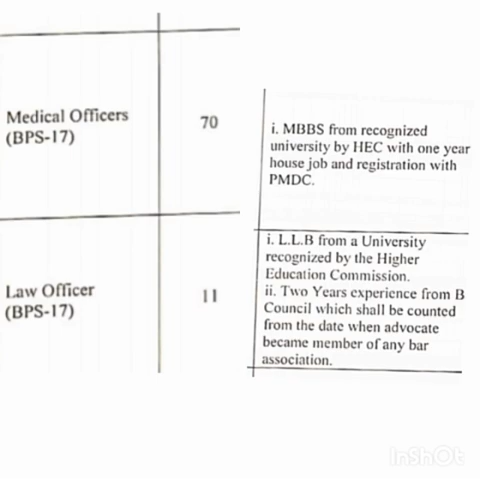 Medical Officers
(BPS-17)
70
i. MBBS from recognized
university by HEC with one year
house job and registration with
PMDC.
Law Officer
(BPS-17)
11
i. L.L.B from a University
recognized by the Higher
Education Commission.
ii. Two Years experience from B
Council which shall be counted
from the date when advocate
became member of any bar
association.
InShOt